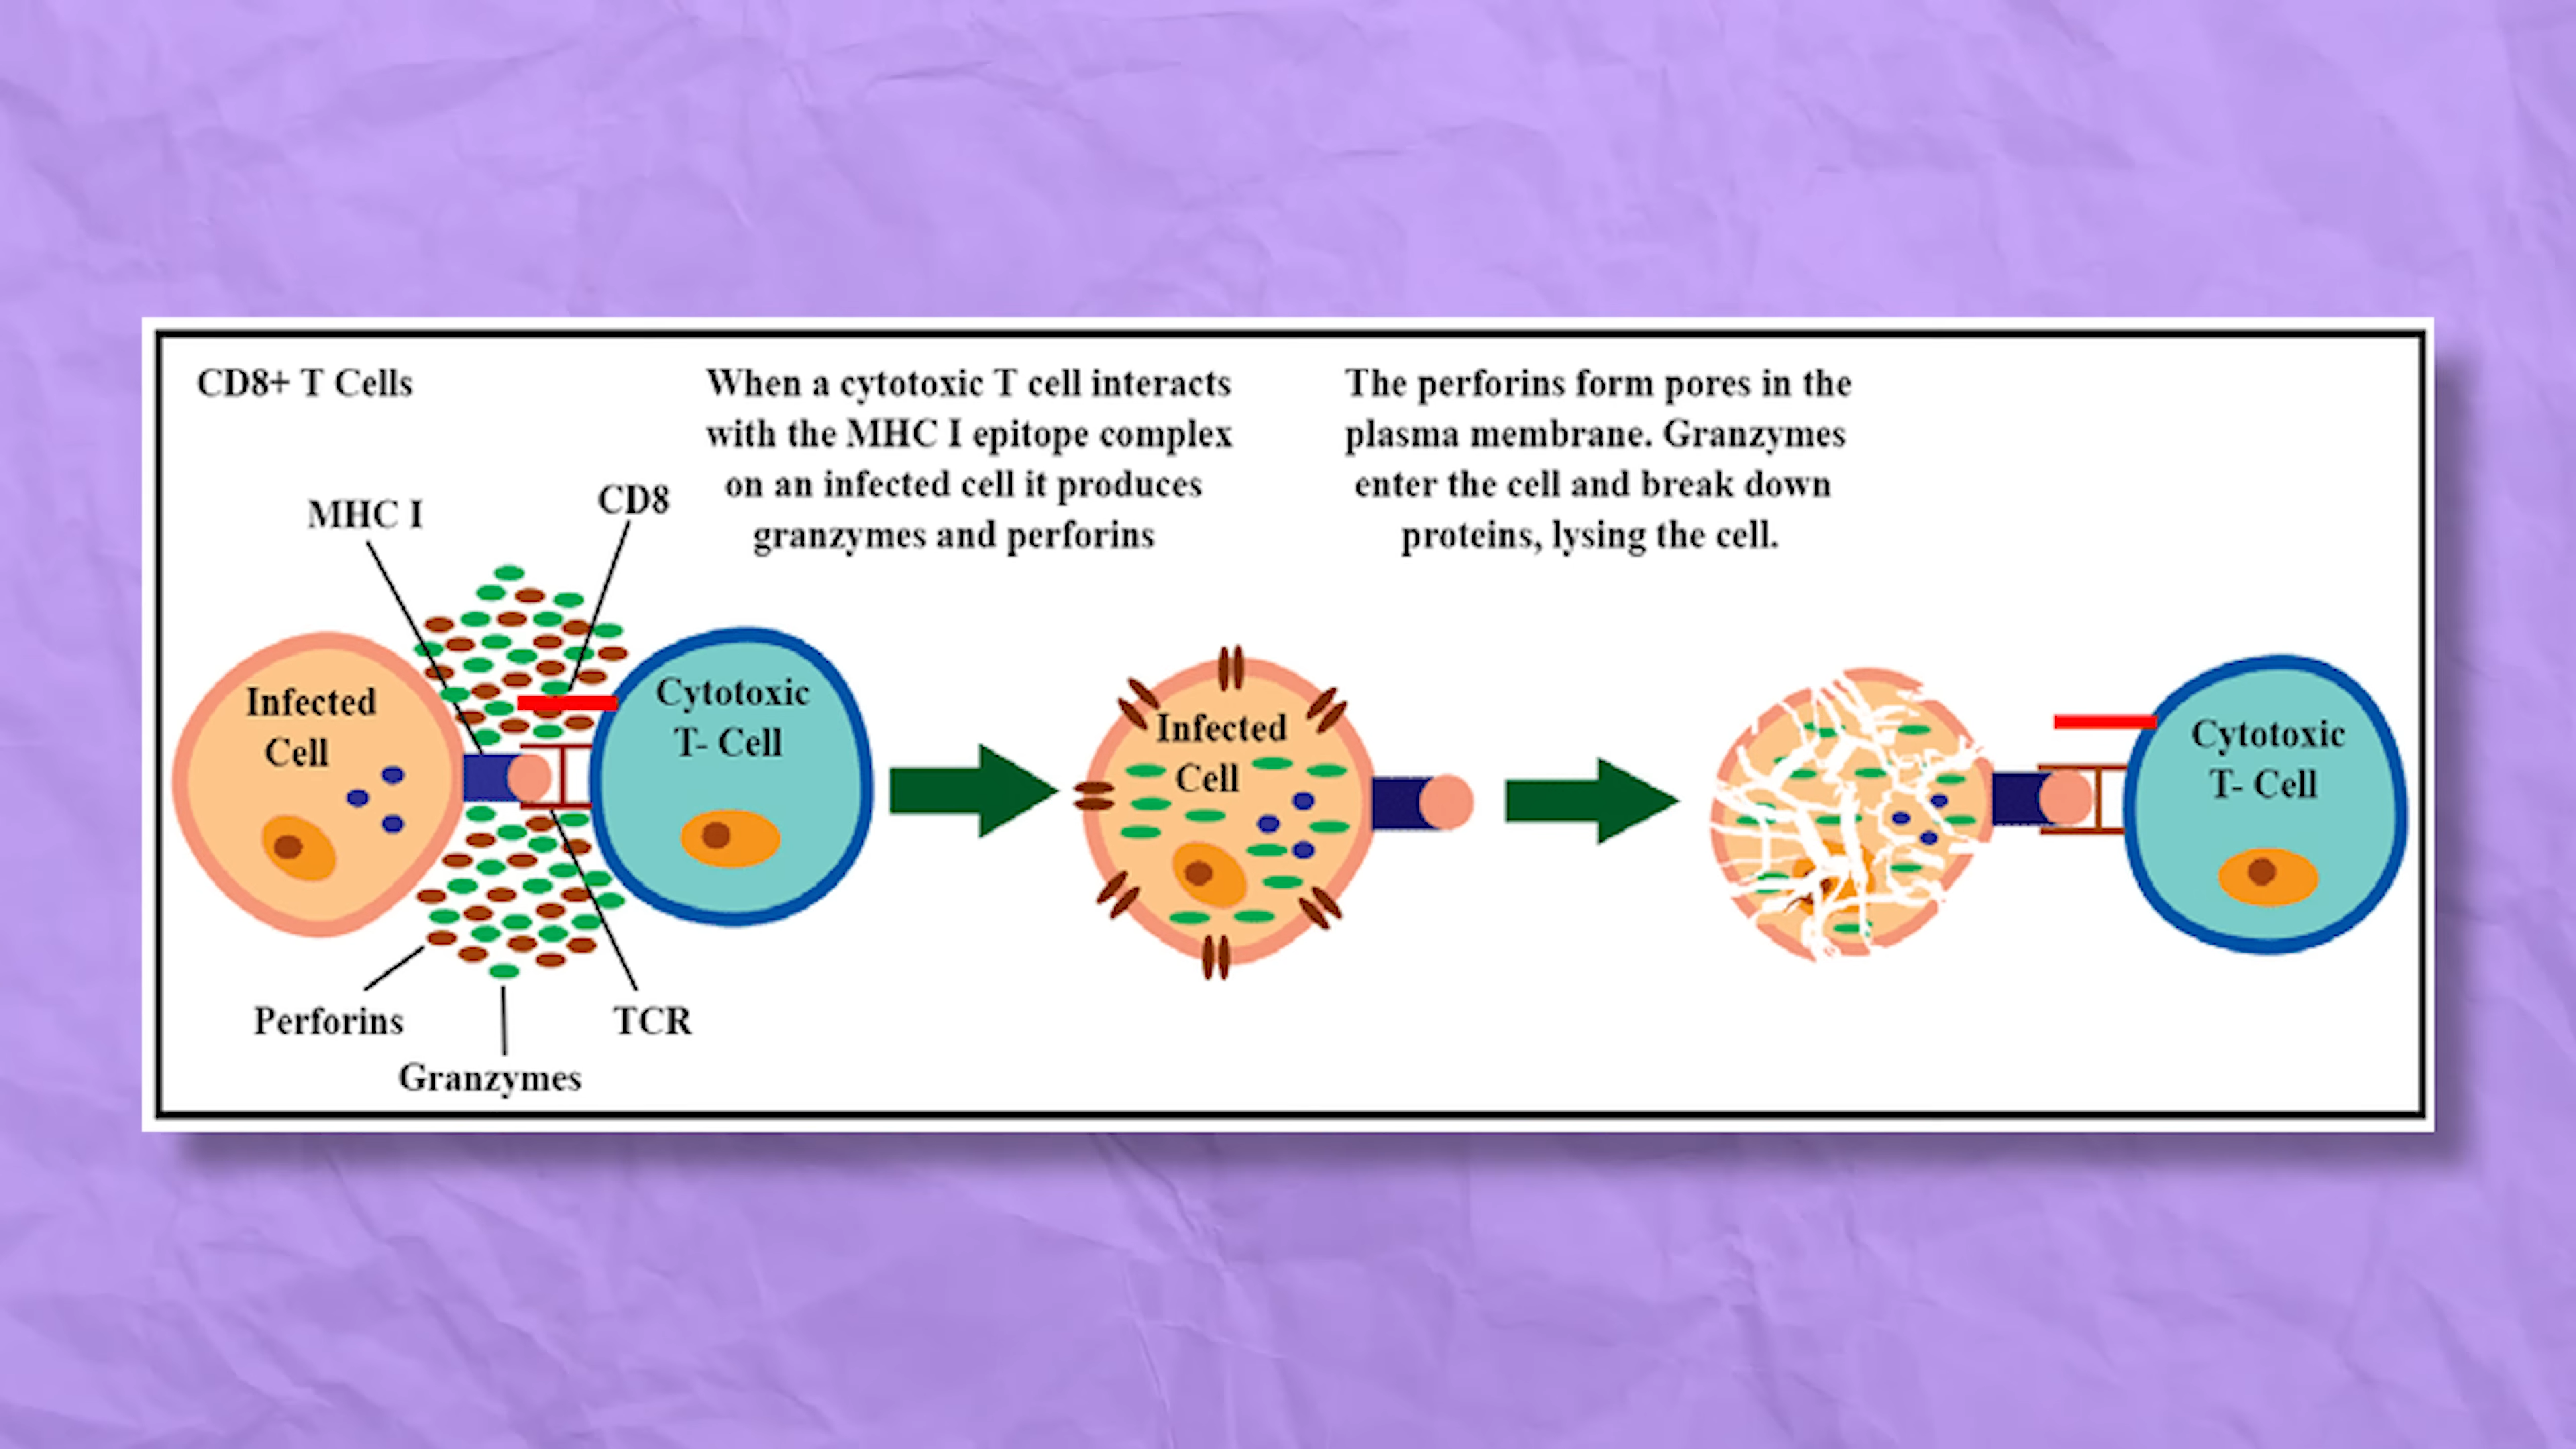 CD8+ T Cells
When a cytotoxic T cell interacts
with the MHC I epitope complex
on an infected cell it produces
granzymes and perforins
The perforins form pores in the
plasma membrane. Granzymes
enter the cell and break down
proteins, lysing the cell.
MHC I
CD8
Infected
Cell
Cytotoxic
T- Cell
Perforins
Granzymes
TCR
Infected
Cell
Cytotoxic
T- Cell